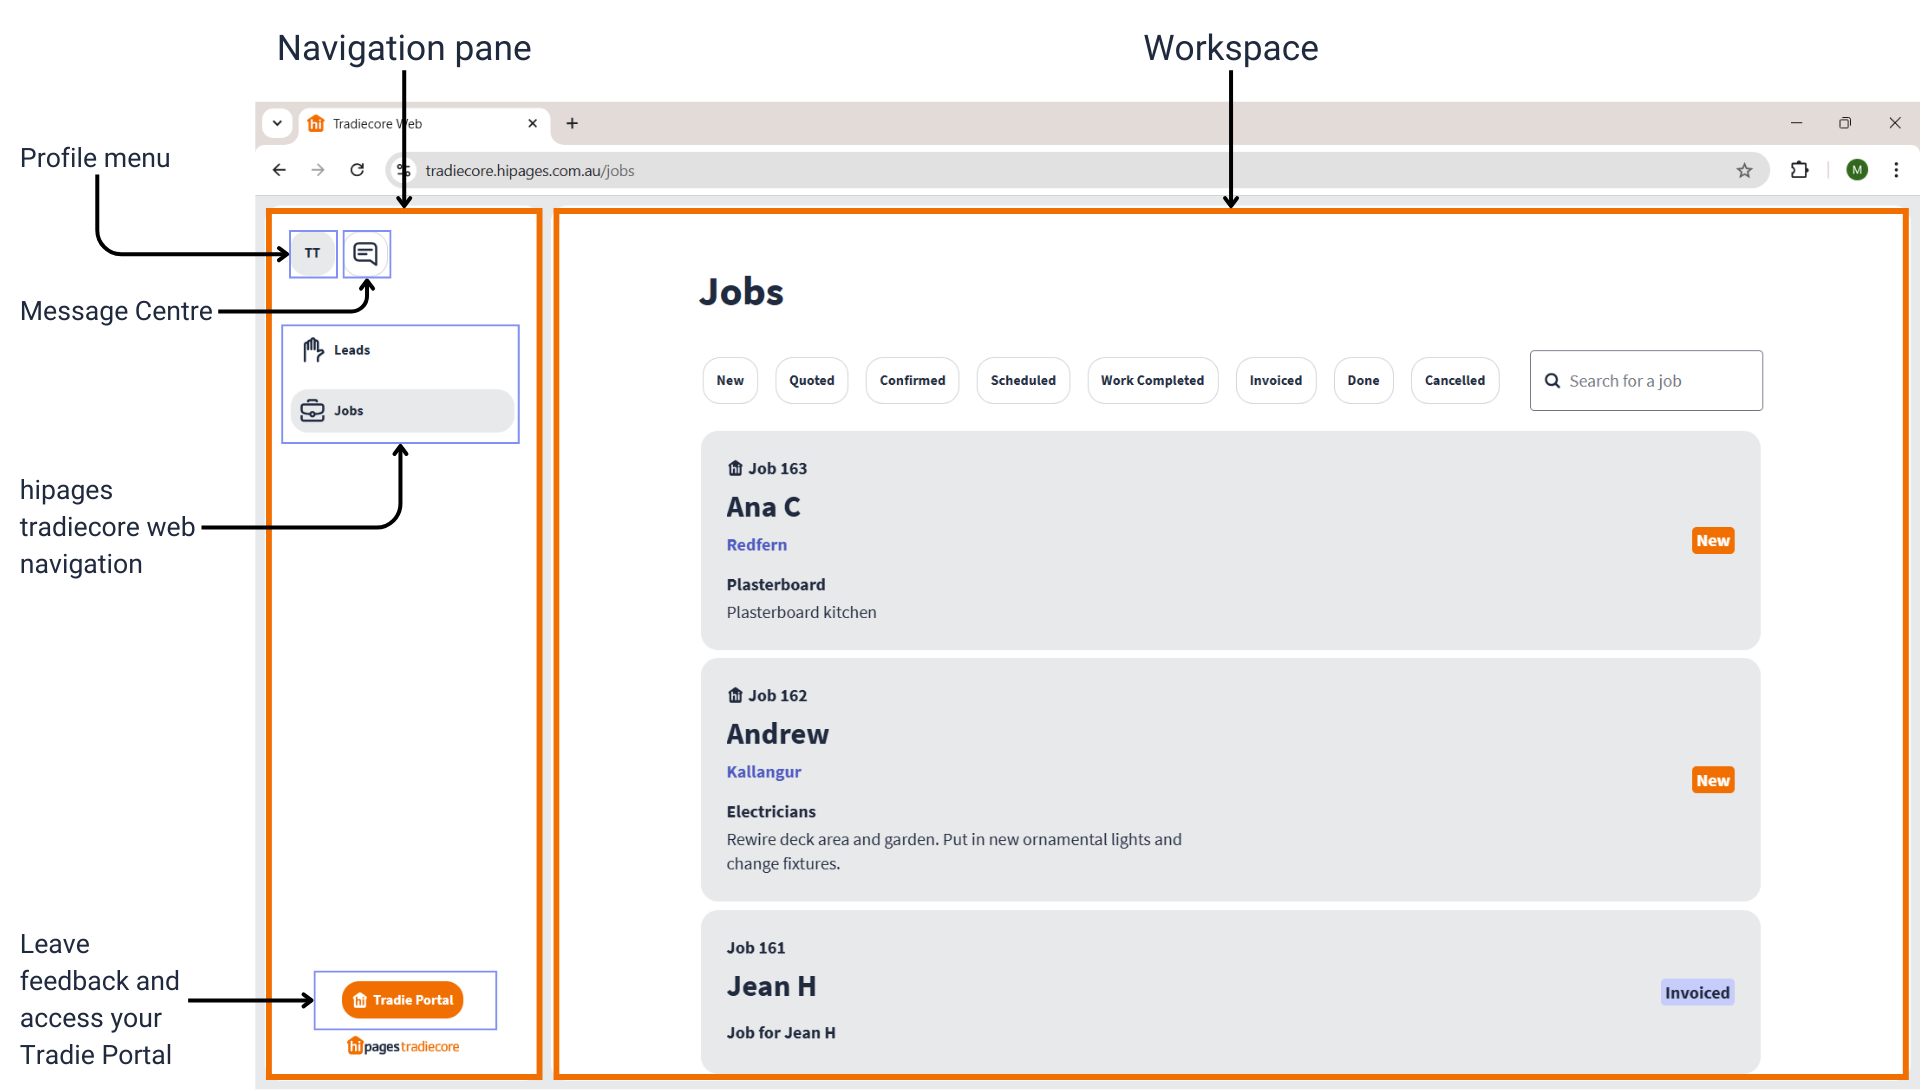 Navigation pane
Workspace
hi Tradiecore Web
tradiecore.hipages.com.au/jobs
M
Profile menu
TT
Message Centre
Leads
Jobs
hipages
tradiecore web
navigation
Leave
feedback and
access your
Tradie Portal
hi Tradie Portal
hipages tradiecore
Jobs
New
Quoted
Confirmed
Scheduled
Work Completed
Invoiced
Done
Cancelled
Search for a job
hi Job 163
Ana C
Redfern
Plasterboard
Plasterboard kitchen
New
hi Job 162
Andrew
Kallangur
Electricians
Rewire deck area and garden. Put in new ornamental lights and
change fixtures.
New
Job 161
Jean H
Job for Jean H
Invoiced